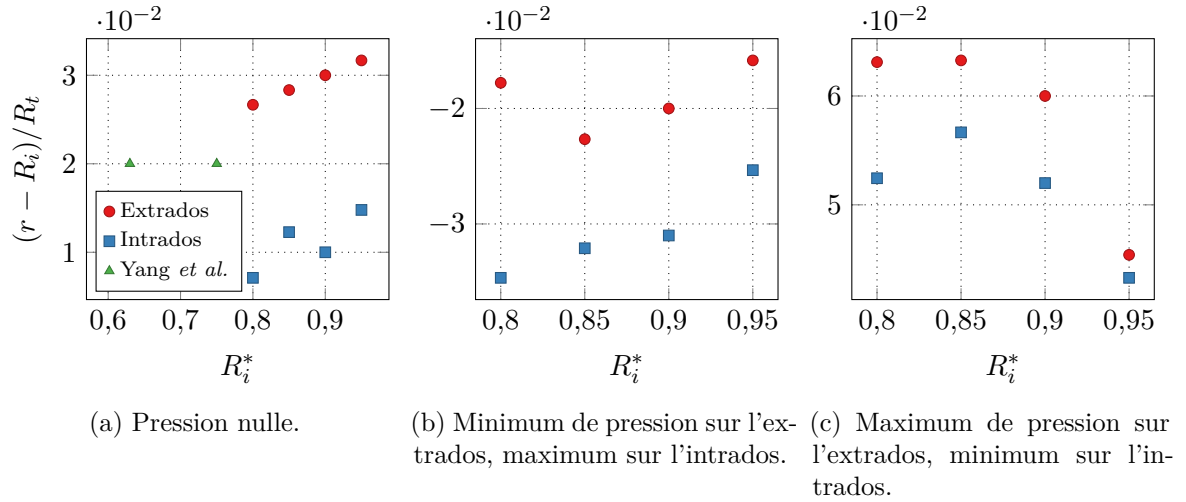 ·10⁻²
3
2
1
(r − Rᵢ)/Rₜ
Extrados
Intrados
Yang et al.
0,6 0,7 0,8 0,9
Rᵢ*
(a) Pression nulle.
·10⁻²
−2
−3
0,8 0,85 0,9 0,95
Rᵢ*
(b) Minimum de pression sur l'ex-
trados, maximum sur l'intrados.
·10⁻²
6
5
0,8 0,85 0,9 0,95
Rᵢ*
(c) Maximum de pression sur
l'extrados, minimum sur l'in-
trados.